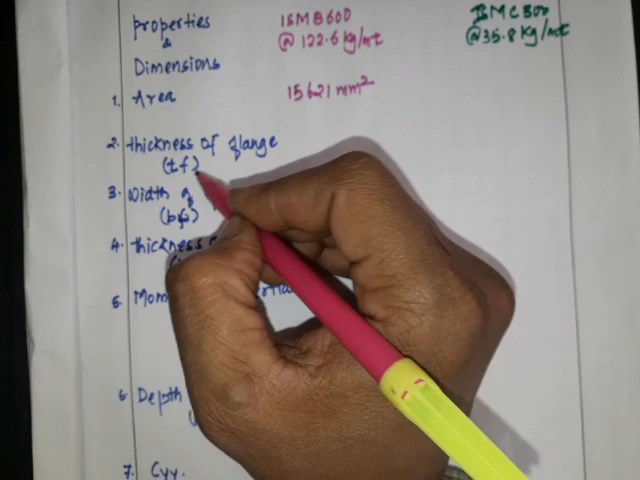 properties ISMB600 ISMC300
& @ 122.6 kg/mt @ 35.8 kg/mt
Dimensions
1. Area 15621 mm²
2. thickness of flange
(tf)
3. Width
(bf)
4. thickness
5. Mom
6. Depth
7. Cyy.